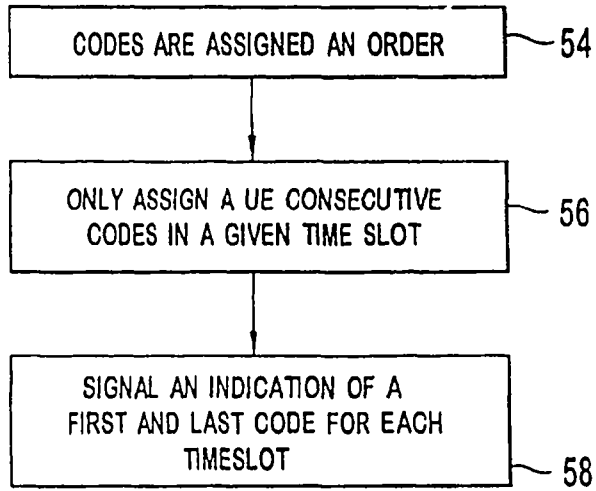 CODES ARE ASSIGNED AN ORDER
54
ONLY ASSIGN A UE CONSECUTIVE
CODES IN A GIVEN TIME SLOT
56
SIGNAL AN INDICATION OF A
FIRST AND LAST CODE FOR EACH
TIMESLOT
58